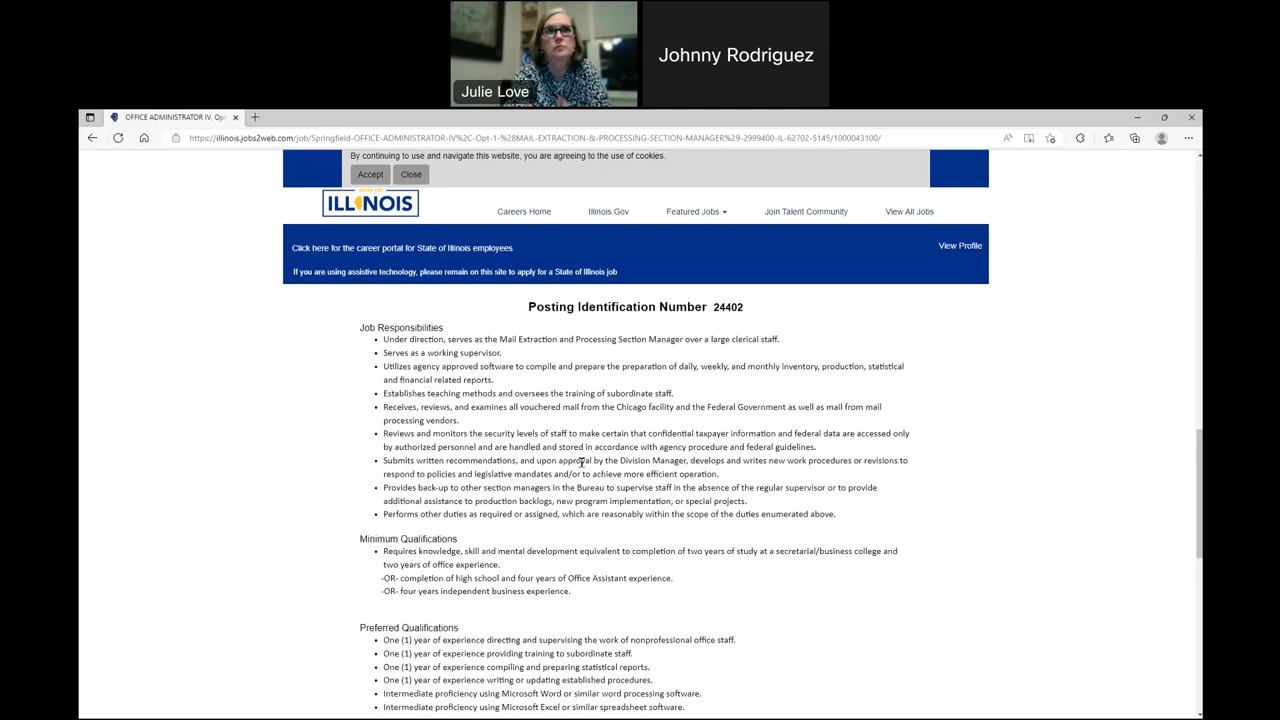 Julie Love
Johnny Rodriguez
OFFICE ADMINISTRATOR IV, Op
https://illinois.jobs2web.com/job/Springfield-OFFICE-ADMINISTRATOR-IV%2C-Opt-1-%28MAIL-EXTRACTION-&-PROCESSING-SECTION-MANAGER%29-2999400-IL-62702-5145/1000043100/
By continuing to use and navigate this website, you are agreeing to the use of cookies.
Accept Close
ILLINOIS
Careers Home Illinois.Gov Featured Jobs Join Talent Community View All Jobs
Click here for the career portal for State of Illinois employees
View Profile
If you are using assistive technology, please remain on this site to apply for a State of Illinois job
Posting Identification Number 24402
Job Responsibilities
• Under direction, serves as the Mail Extraction and Processing Section Manager over a large clerical staff.
• Serves as a working supervisor.
• Utilizes agency approved software to compile and prepare the preparation of daily, weekly, and monthly inventory, production, statistical
and financial related reports.
• Establishes teaching methods and oversees the training of subordinate staff.
• Receives, reviews, and examines all vouchered mail from the Chicago facility and the Federal Government as well as mail from mail
processing vendors.
• Reviews and monitors the security levels of staff to make certain that confidential taxpayer information and federal data are accessed only
by authorized personnel and are handled and stored in accordance with agency procedure and federal guidelines.
• Submits written recommendations, and upon approval by the Division Manager, develops and writes new work procedures or revisions to
respond to policies and legislative mandates and/or to achieve more efficient operation.
• Provides back-up to other section managers in the Bureau to supervise staff in the absence of the regular supervisor or to provide
additional assistance to production backlogs, new program implementation, or special projects.
• Performs other duties as required or assigned, which are reasonably within the scope of the duties enumerated above.
Minimum Qualifications
• Requires knowledge, skill and mental development equivalent to completion of two years of study at a secretarial/business college and
two years of office experience.
-OR- completion of high school and four years of Office Assistant experience.
-OR- four years independent business experience.
Preferred Qualifications
• One (1) year of experience directing and supervising the work of nonprofessional office staff.
• One (1) year of experience providing training to subordinate staff.
• One (1) year of experience compiling and preparing statistical reports.
• One (1) year of experience writing or updating established procedures.
• Intermediate proficiency using Microsoft Word or similar word processing software.
• Intermediate proficiency using Microsoft Excel or similar spreadsheet software.